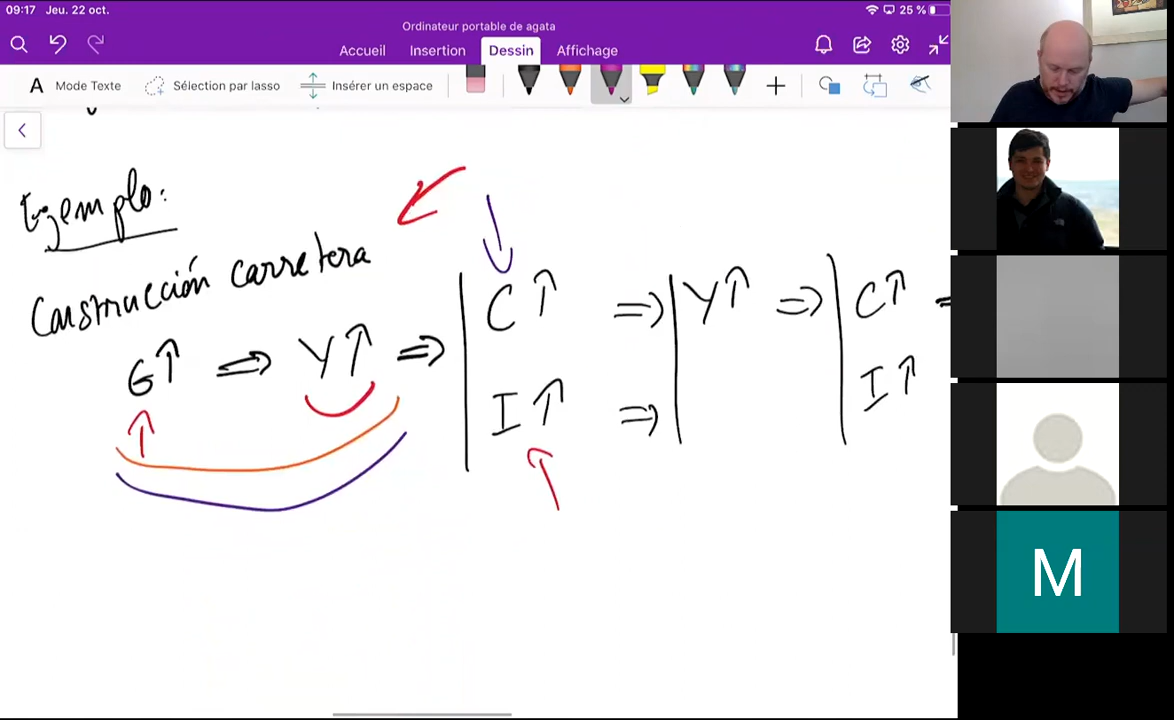 09:17 Jeu. 22 oct.
25 %
Ordinateur portable de agata
Accueil Insertion Dessin Affichage
A Mode Texte Sélection par lasso Insérer un espace
Ejemplo:
Construcción carretera
G↑ ⇒ Y↑ ⇒ C↑ ⇒ Y↑ ⇒ C↑
I↑ ⇒ I↑
M